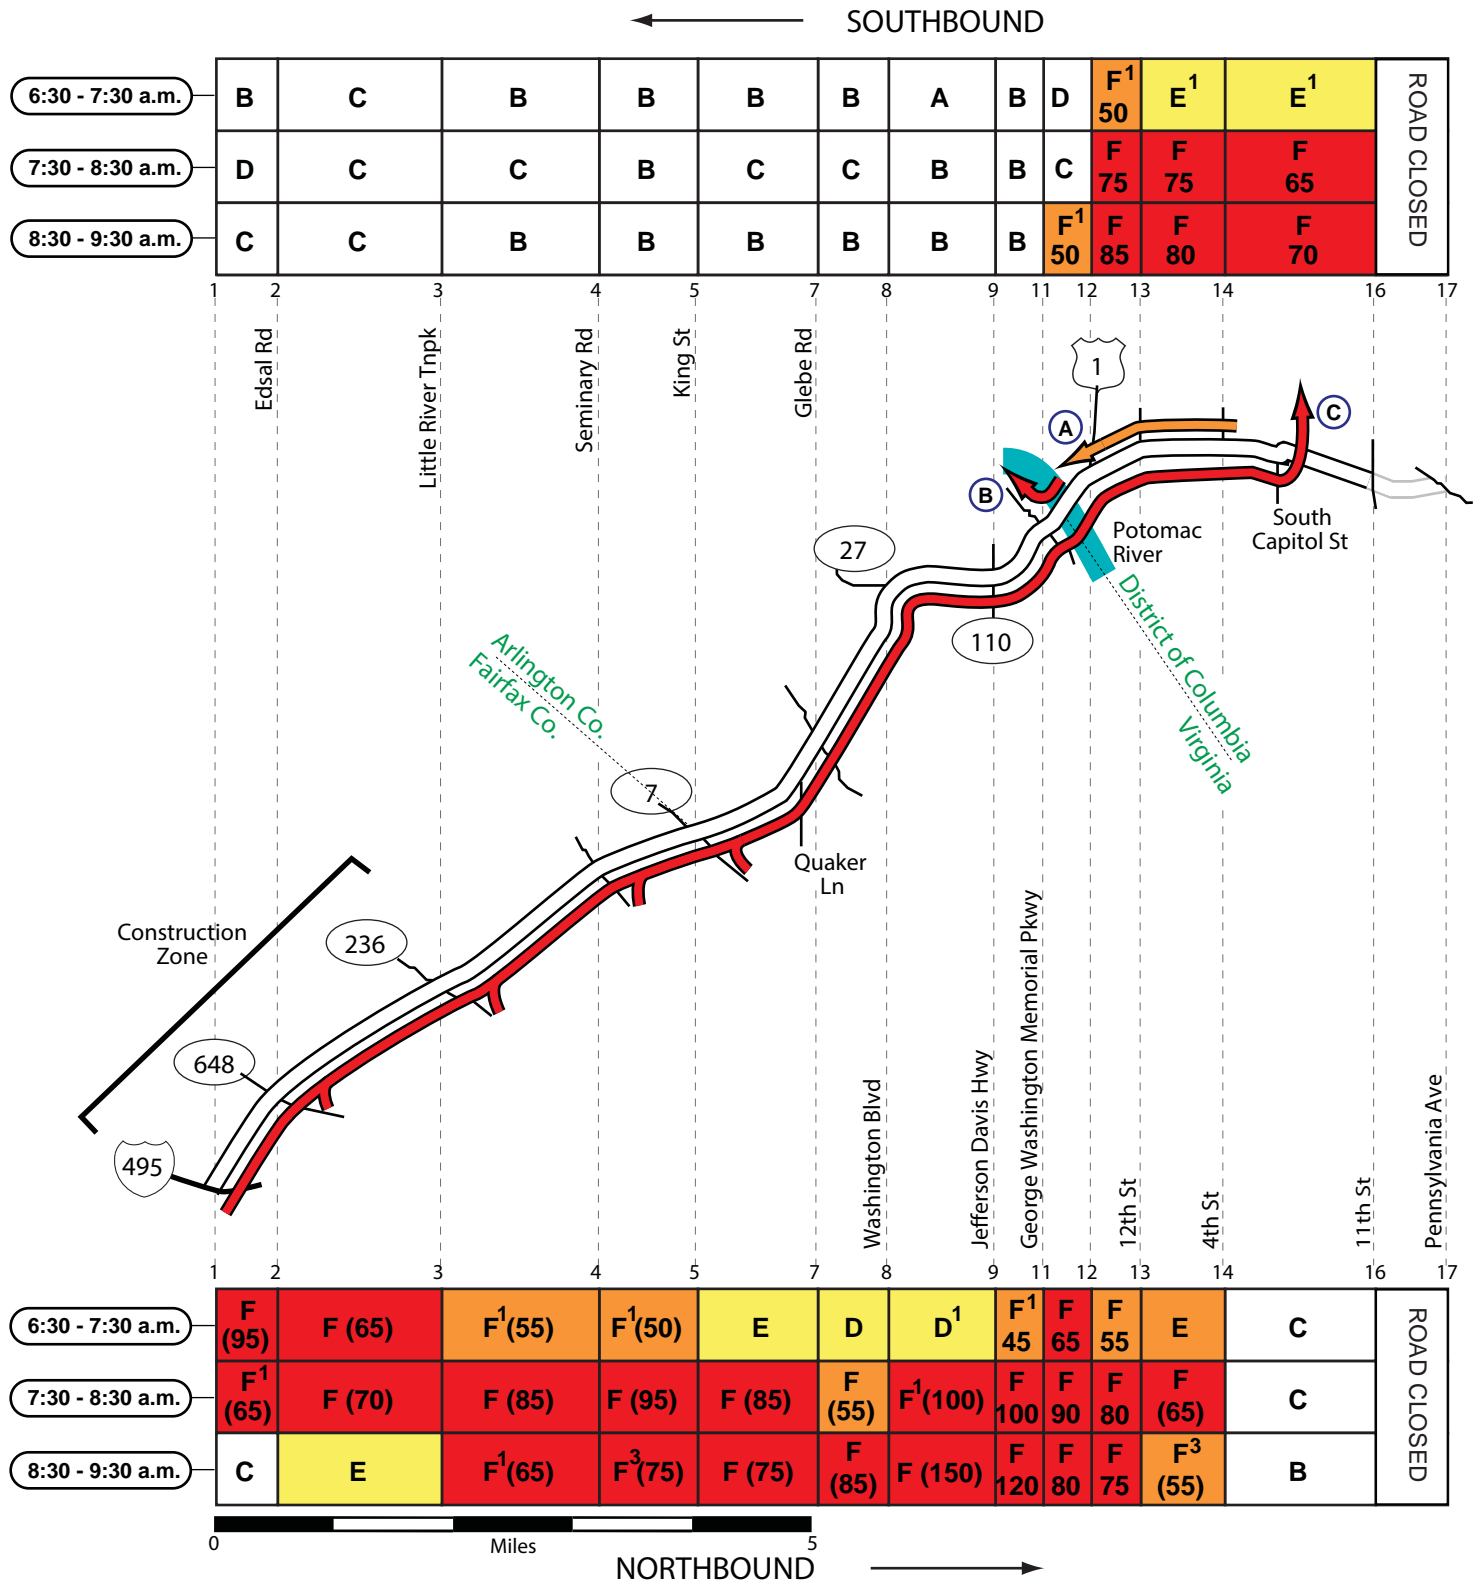 SOUTHBOUND
6:30 - 7:30 a.m. B C B B B B A B D F¹ 50 E¹ E¹
7:30 - 8:30 a.m. D C C B C C B B C F 75 F 75 F 65
8:30 - 9:30 a.m. C C B B B B B B F¹ 50 F 85 F 80 F 70
ROAD CLOSED
1 2 3 4 5 7 8 9 11 12 13 14 16 17
Edsal Rd
Little River Tnpk
Seminary Rd
King St
Glebe Rd
1
A
B
C
South
Capitol St
Potomac
River
27
110
District of Columbia
Virginia
Arlington Co.
Fairfax Co.
7
Quaker
Ln
Construction
Zone
236
648
495
Washington Blvd
Jefferson Davis Hwy
George Washington Memorial Pkwy
12th St
4th St
11th St
Pennsylvania Ave
1 2 3 4 5 7 8 9 11 12 13 14 16 17
6:30 - 7:30 a.m. F (95) F (65) F¹(55) F¹(50) E D D¹ F¹ 45 F 65 F 55 E C
7:30 - 8:30 a.m. F¹ (65) F (70) F (85) F (95) F (85) F (55) F¹(100) F 100 F 90 F 80 F (65) C
8:30 - 9:30 a.m. C E F¹(65) F³(75) F (75) F (85) F (150) F 120 F 80 F 75 F³ (55) B
ROAD CLOSED
0 Miles 5
NORTHBOUND